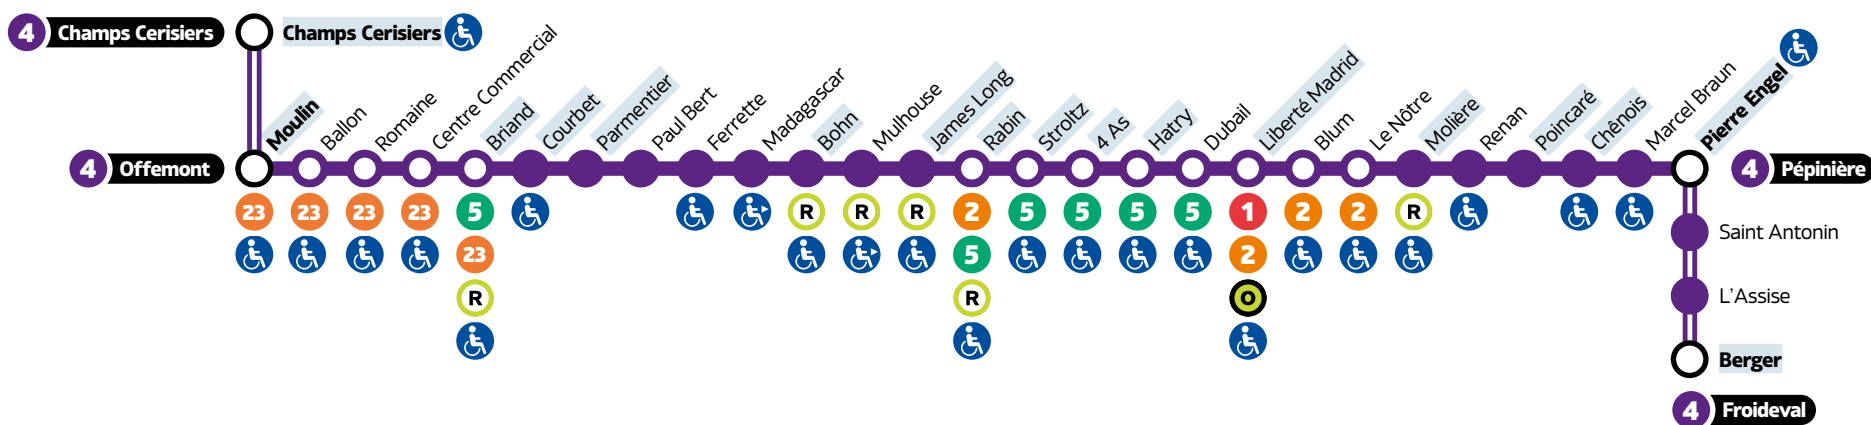 4 Champs Cerisiers
Champs Cerisiers
4 Offemont
Moulin
Ballon
Romaine
Centre Commercial
Briand
Courbet
Parmentier
Paul Bert
Ferrette
Madagascar
Bohn
Mulhouse
James Long
Rabin
Stroltz
4 As
Hatry
Dubail
Liberté Madrid
Blum
Le Nôtre
Molière
Renan
Poincaré
Chênois
Marcel Braun
Pierre Engel
4 Pépinière
23 23 23 23 5 R R R 2 5 5 5 5 1 2 2 R
23 5 2
R R O
Saint Antonin
L'Assise
Berger
4 Froideval